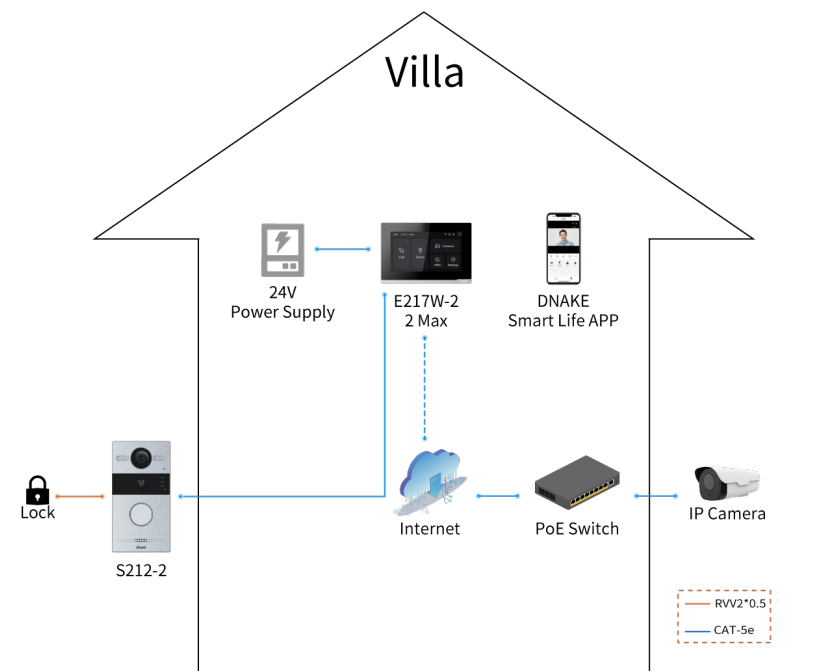 Villa
24V
Power Supply
E217W-2
2 Max
DNAKE
Smart Life APP
Lock
S212-2
Internet
PoE Switch
IP Camera
RVV2*0.5
CAT-5e